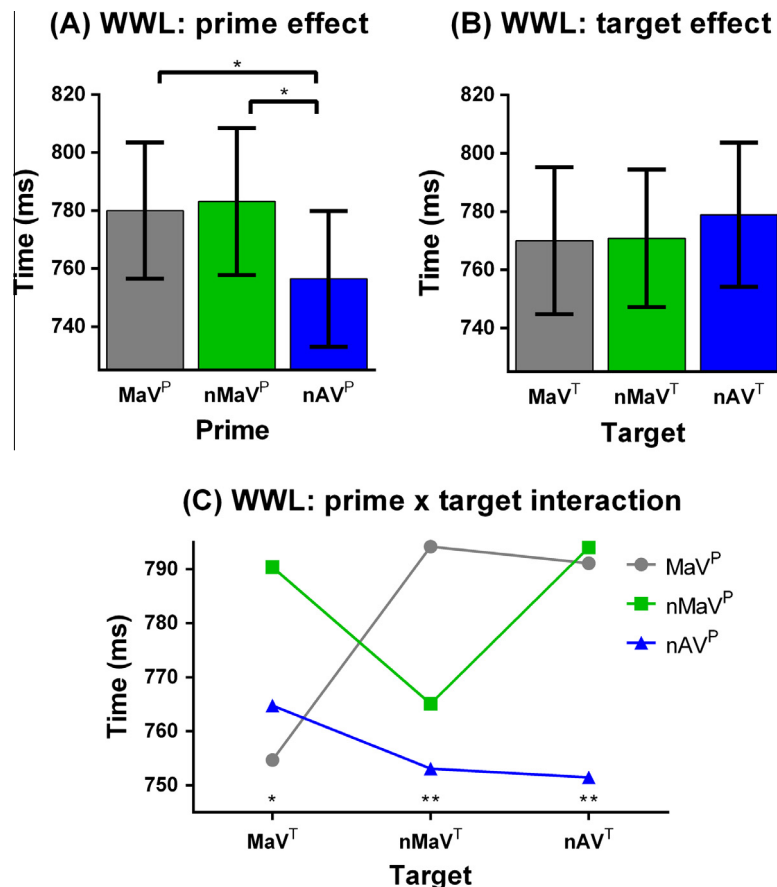 (A) WWL: prime effect
(B) WWL: target effect
*
*
820
800
780
760
740
Time (ms)
MaV^P nMaV^P nAV^P
Prime
820
800
780
760
740
Time (ms)
MaV^T nMaV^T nAV^T
Target
(C) WWL: prime x target interaction
790
780
770
760
750
Time (ms)
MaV^P
nMaV^P
nAV^P
* ** **
MaV^T nMaV^T nAV^T
Target